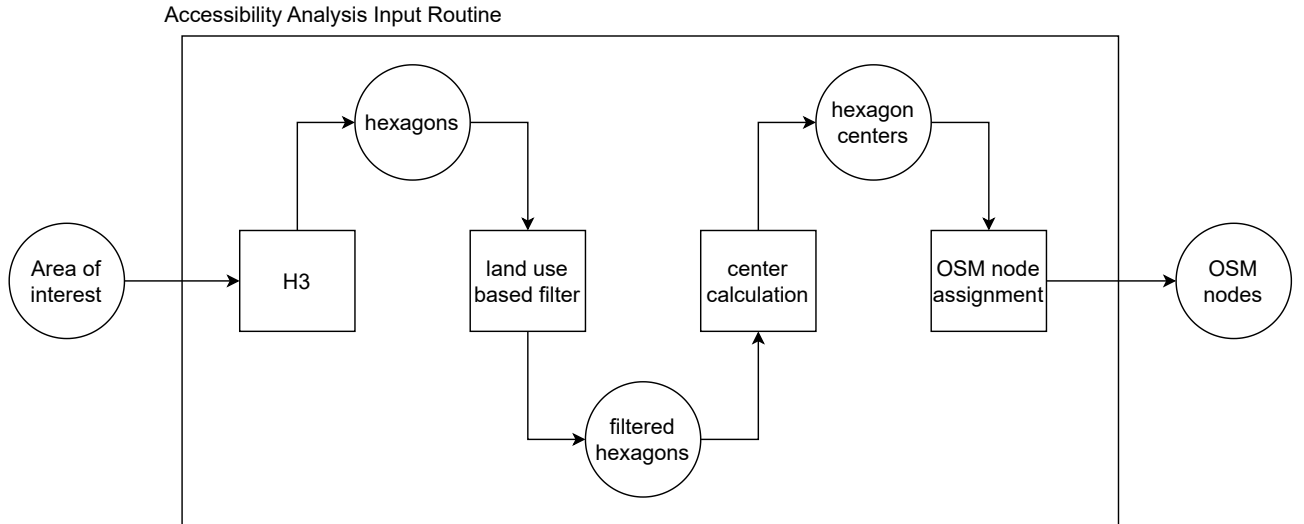 Accessibility Analysis Input Routine
hexagons
hexagon
centers
Area of
interest
H3
land use
based filter
center
calculation
OSM node
assignment
OSM
nodes
filtered
hexagons